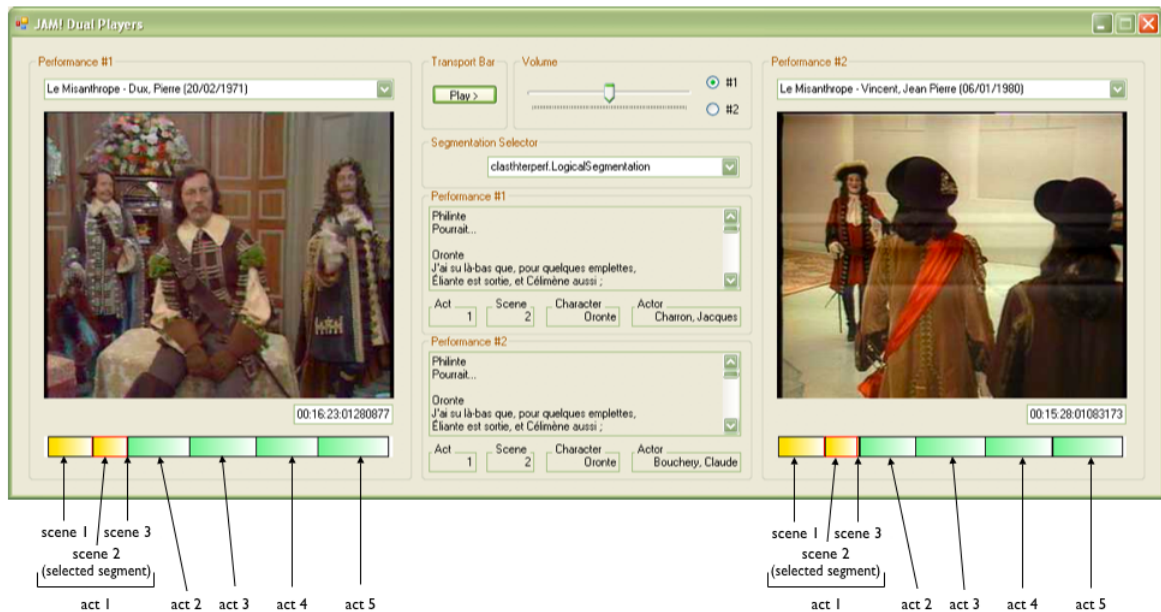 JAM! Dual Players
Performance #1
Le Misanthrope - Dux, Pierre (20/02/1971)
00:16:23:01280877
Transport Bar
Play >
Volume
#1
#2
Segmentation Selector
clasthterperf.LogicalSegmentation
Performance #1
Philinte
Pourrait...
Oronte
J'ai su là-bas que, pour quelques emplettes,
Éliante est sortie, et Célimène aussi ;
Act
1
Scene
2
Character
Oronte
Actor
Charron, Jacques
Performance #2
Philinte
Pourrait...
Oronte
J'ai su là-bas que, pour quelques emplettes,
Éliante est sortie, et Célimène aussi ;
Act
1
Scene
2
Character
Oronte
Actor
Bouchery, Claude
Performance #2
Le Misanthrope - Vincent, Jean Pierre (06/01/1980)
00:15:28:01083173
scene 1
scene 3
scene 2
(selected segment)
act 1
act 2
act 3
act 4
act 5
scene 1
scene 3
scene 2
(selected segment)
act 1
act 2
act 3
act 4
act 5